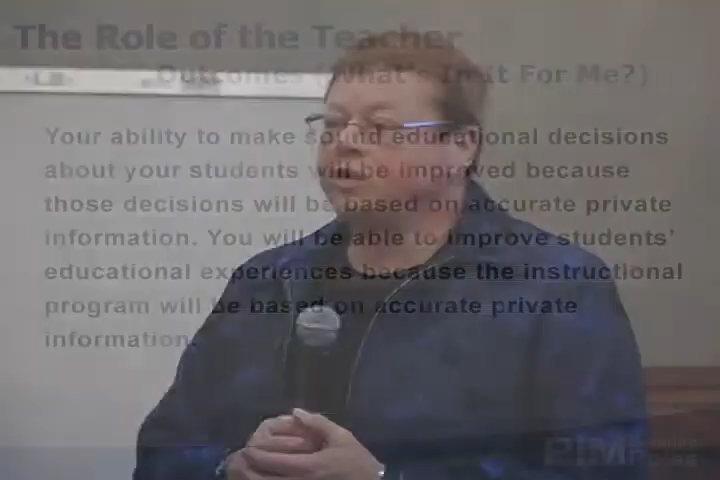 The Role of the Teacher
Outcomes (What's In It For Me?)
Your ability to make sound educational decisions
about your students will be improved because
those decisions will be based on accurate private
information. You will be able to improve students'
educational experiences because the instructional
program will be based on accurate private
information.